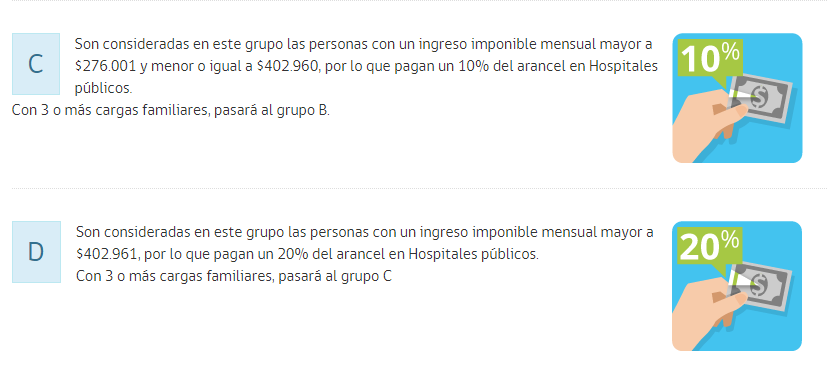 C
Son consideradas en este grupo las personas con un ingreso imponible mensual mayor a
$276.001 y menor o igual a $402.960, por lo que pagan un 10% del arancel en Hospitales
públicos.
Con 3 o más cargas familiares, pasará al grupo B.
10%
D
Son consideradas en este grupo las personas con un ingreso imponible mensual mayor a
$402.961, por lo que pagan un 20% del arancel en Hospitales públicos.
Con 3 o más cargas familiares, pasará al grupo C
20%